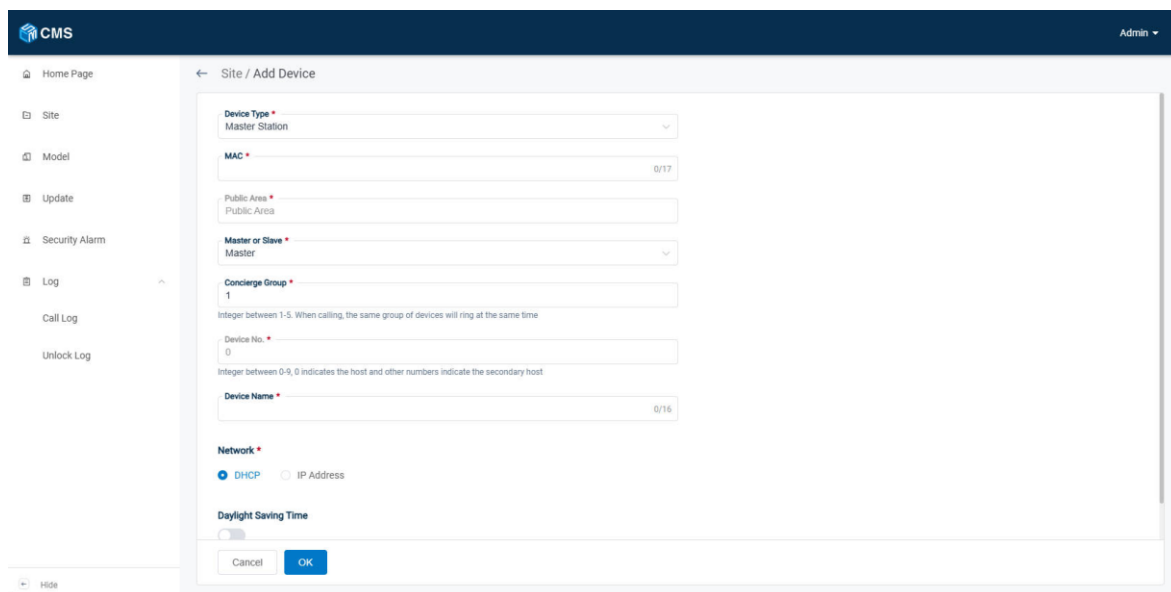 CMS
Admin
Home Page
Site / Add Device
Site
Model
Update
Security Alarm
Log
Call Log
Unlock Log
Hide
Device Type *
Master Station
MAC *
0/17
Public Area *
Public Area
Master or Slave *
Master
Concierge Group *
1
Integer between 1-5. When calling, the same group of devices will ring at the same time
Device No. *
0
Integer between 0-9, 0 indicates the host and other numbers indicate the secondary host
Device Name *
0/16
Network *
DHCP IP Address
Daylight Saving Time
Cancel OK